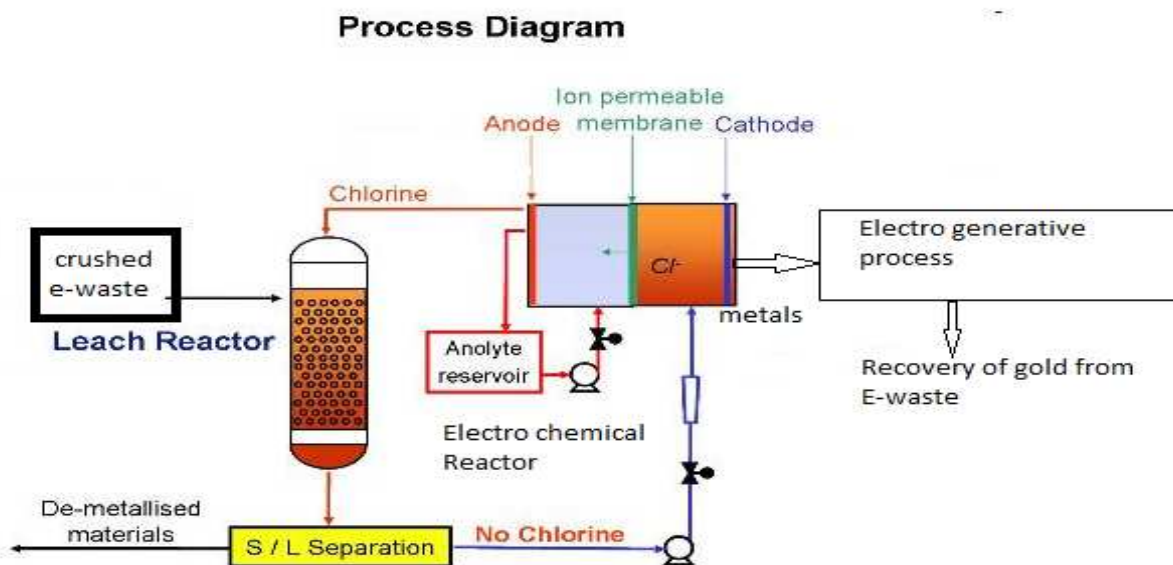 Process Diagram
Ion permeable
membrane
Anode
Cathode
Chlorine
crushed
e-waste
Leach Reactor
Cl-
Electro generative
process
metals
Anolyte
reservoir
Recovery of gold from
E-waste
Electro chemical
Reactor
De-metallised
materials
S / L Separation
No Chlorine